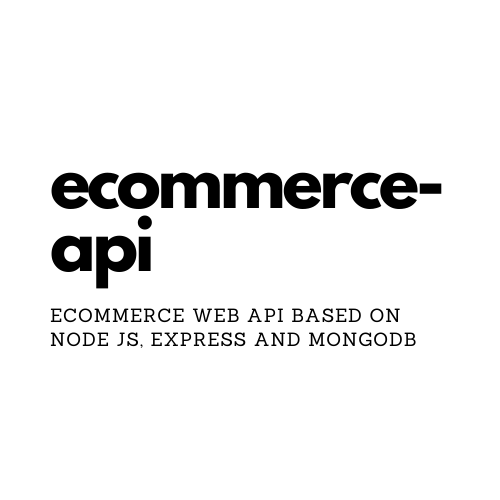 ecommerce-
api
ECOMMERCE WEB API BASED ON
NODE JS, EXPRESS AND MONGODB